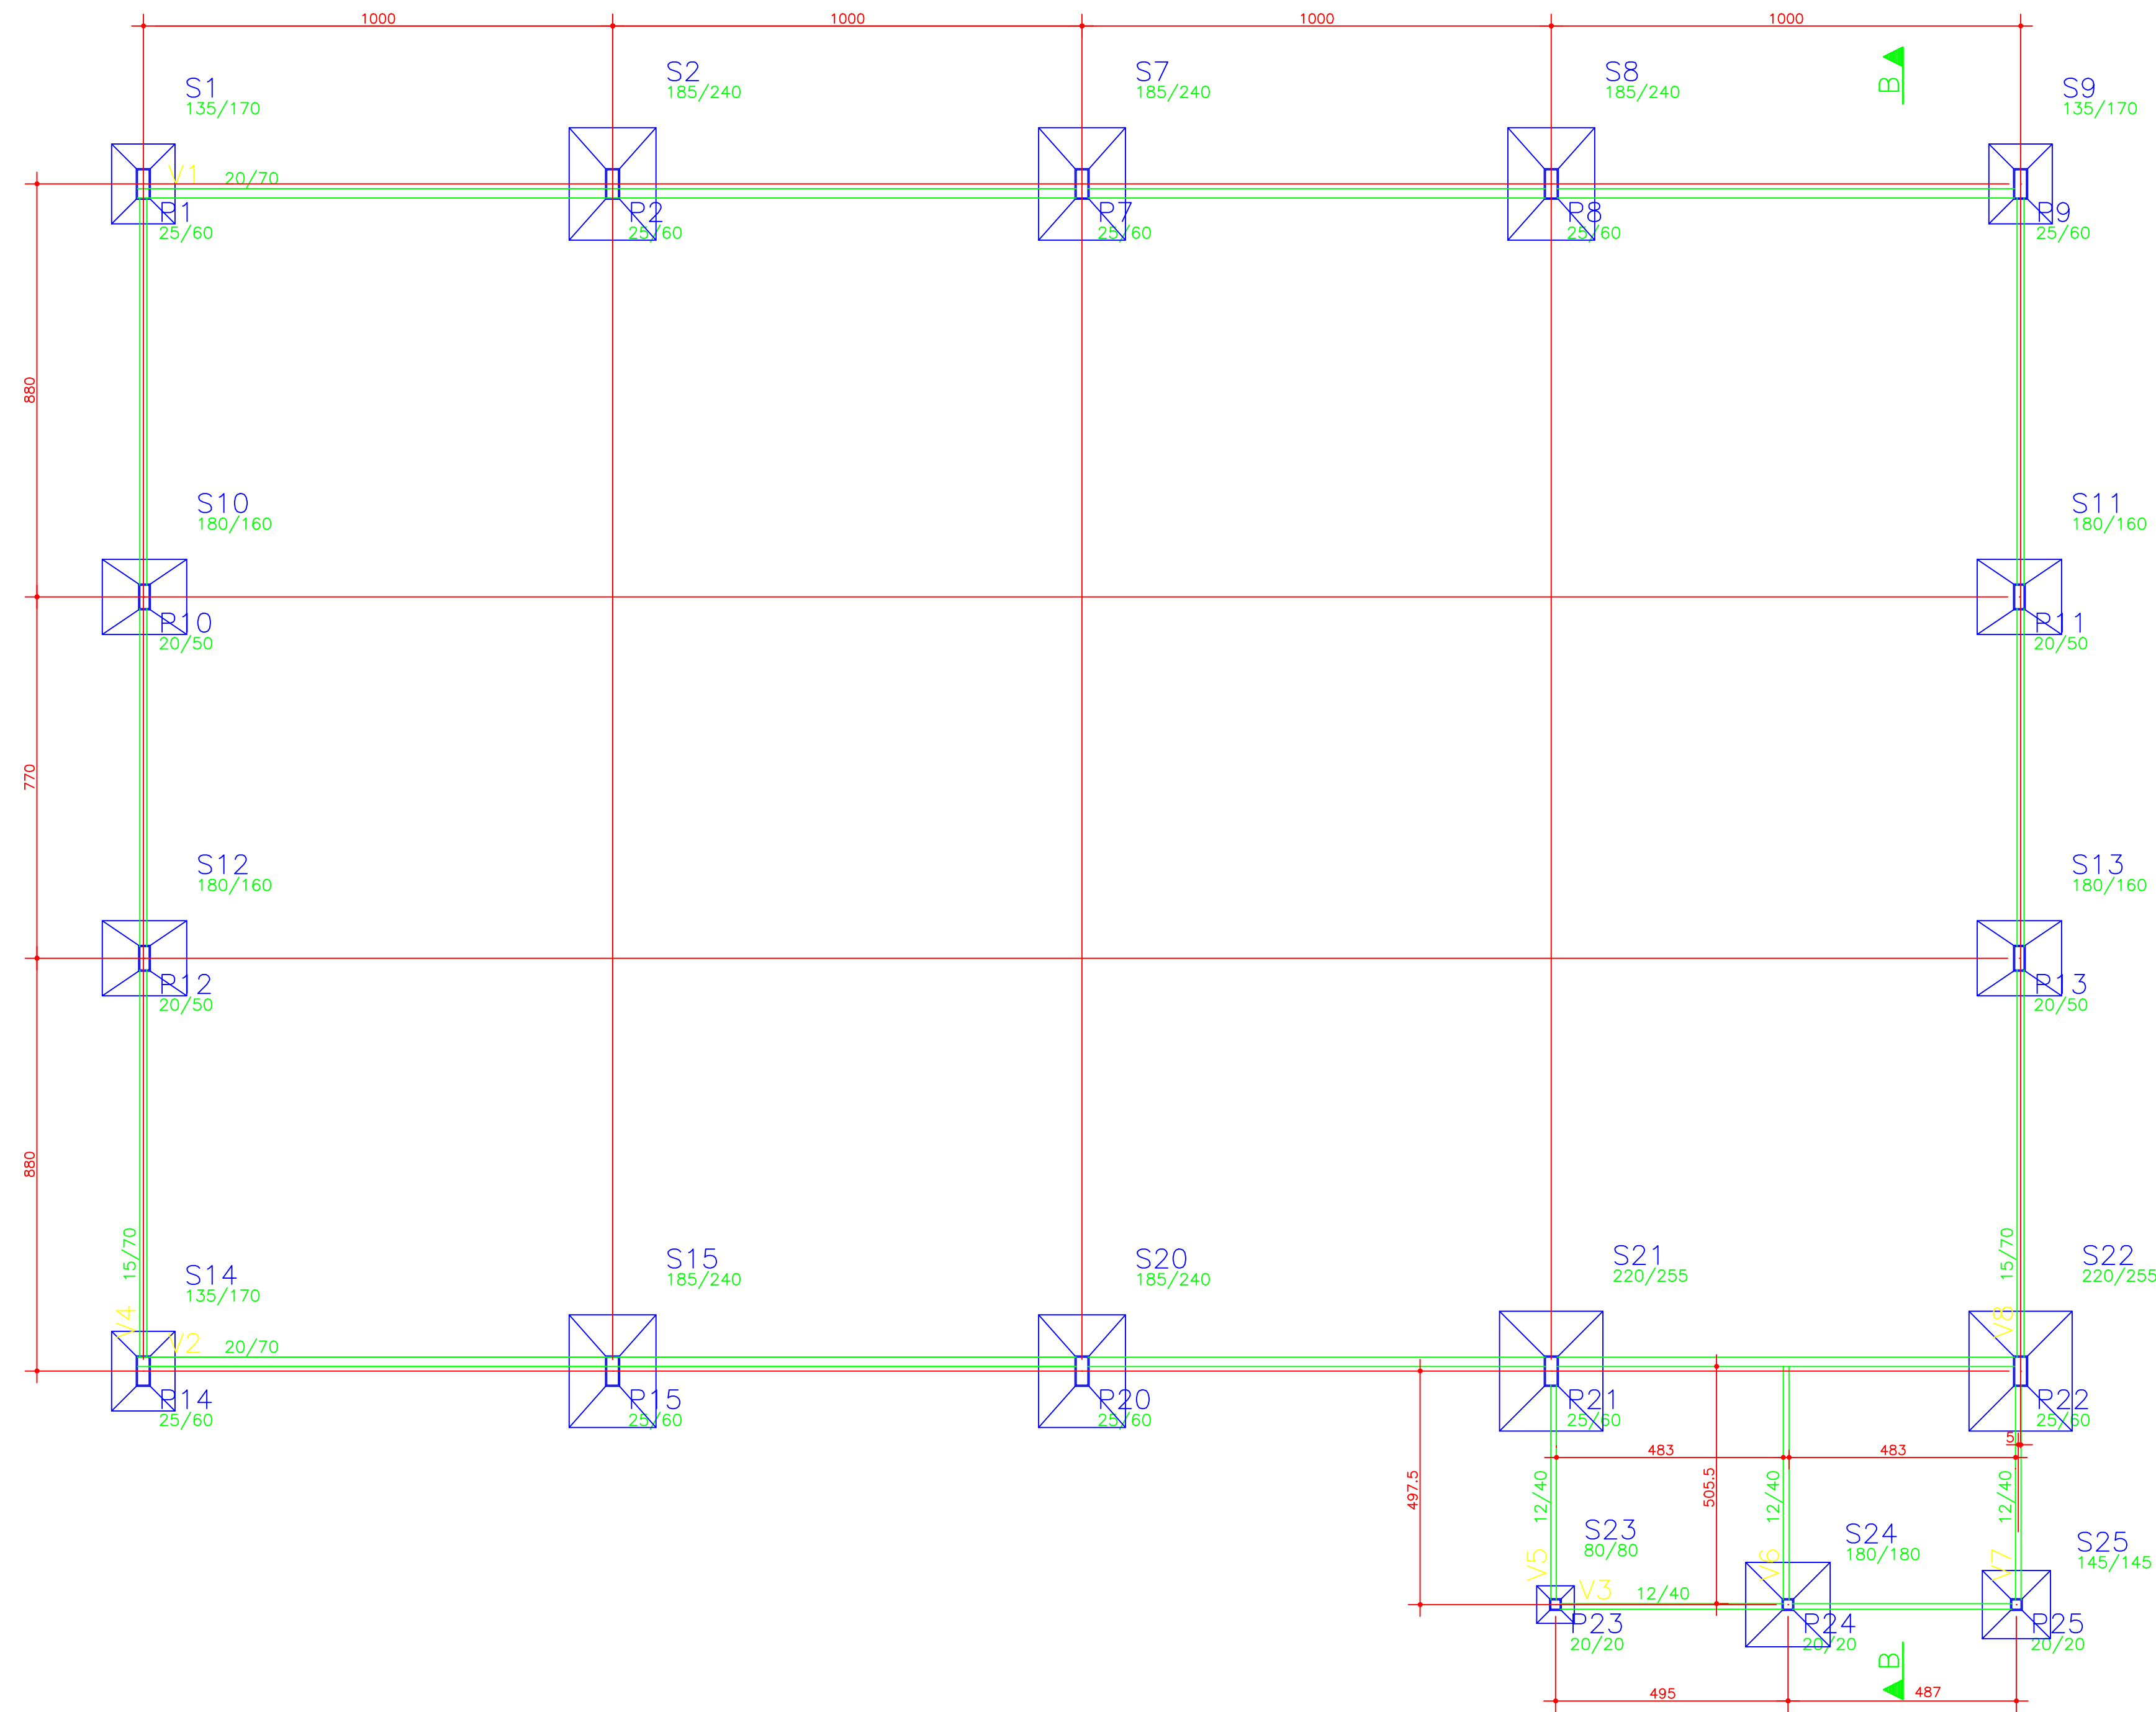 1000
1000
1000
1000
S1
135/170
S2
185/240
S7
185/240
S8
185/240
B
S9
135/170
V1
20/70
P1
25/60
P2
25/60
P7
25/60
P8
25/60
P9
25/60
880
S10
180/160
S11
180/160
P10
20/50
P11
20/50
770
S12
180/160
S13
180/160
P12
20/50
P13
20/50
880
15/70
V4
S14
135/170
V2
20/70
S15
185/240
S20
185/240
S21
220/255
15/70
V8
S22
220/255
P14
25/60
P15
25/60
P20
25/60
P21
25/60
P22
25/60
5
483
483
497.5
505.5
12/40
12/40
12/40
V5
V6
V7
S23
80/80
S24
180/180
S25
145/145
V3
12/40
P23
20/20
P24
20/20
P25
20/20
B
495
487